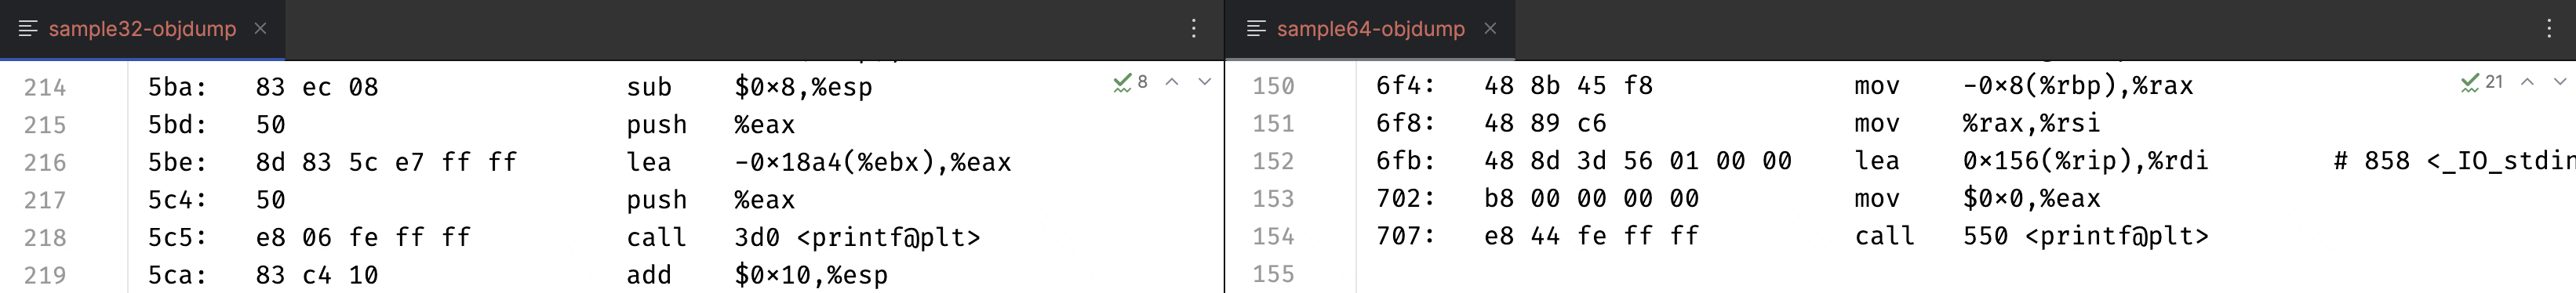 sample32-objdump
214 5ba: 83 ec 08 sub $0x8,%esp
215 5bd: 50 push %eax
216 5be: 8d 83 5c e7 ff ff lea -0x18a4(%ebx),%eax
217 5c4: 50 push %eax
218 5c5: e8 06 fe ff ff call 3d0 <printf@plt>
219 5ca: 83 c4 10 add $0x10,%esp
8
sample64-objdump
150 6f4: 48 8b 45 f8 mov -0x8(%rbp),%rax
151 6f8: 48 89 c6 mov %rax,%rsi
152 6fb: 48 8d 3d 56 01 00 00 lea 0x156(%rip),%rdi # 858 <_IO_stdin
153 702: b8 00 00 00 00 mov $0x0,%eax
154 707: e8 44 fe ff ff call 550 <printf@plt>
155
21